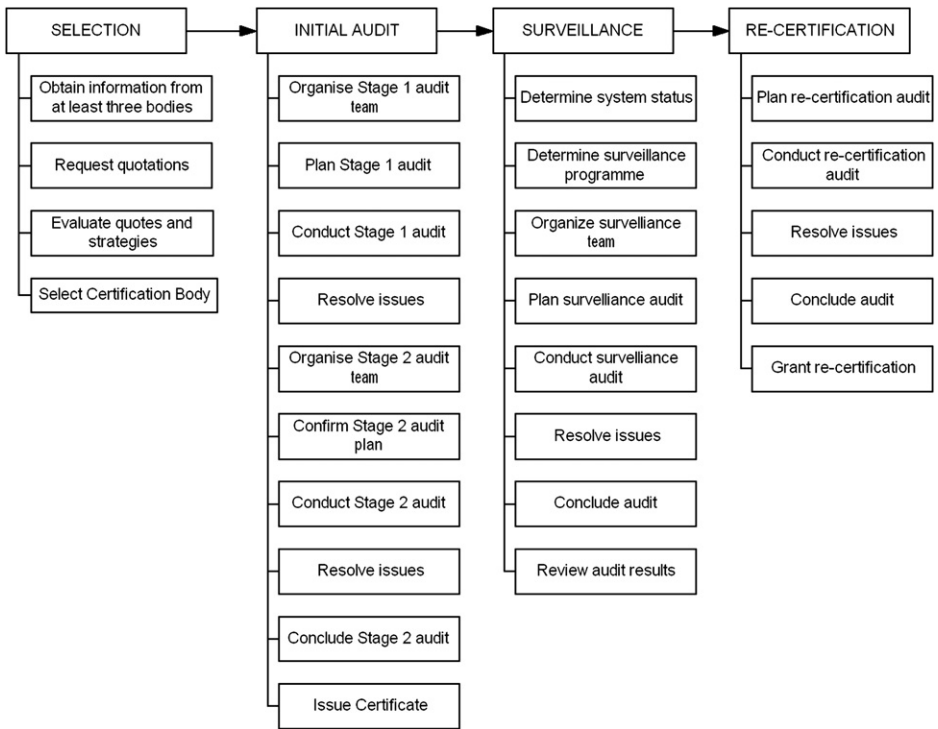 SELECTION
Obtain information from
at least three bodies
Request quotations
Evaluate quotes and
strategies
Select Certification Body
INITIAL AUDIT
Organise Stage 1 audit
team
Plan Stage 1 audit
Conduct Stage 1 audit
Resolve issues
Organise Stage 2 audit
team
Confirm Stage 2 audit
plan
Conduct Stage 2 audit
Resolve issues
Conclude Stage 2 audit
Issue Certificate
SURVEILLANCE
Determine system status
Determine surveillance
programme
Organize survelliance
team
Plan survelliance audit
Conduct survelliance
audit
Resolve issues
Conclude audit
Review audit results
RE-CERTIFICATION
Plan re-certification audit
Conduct re-certification
audit
Resolve issues
Conclude audit
Grant re-certification